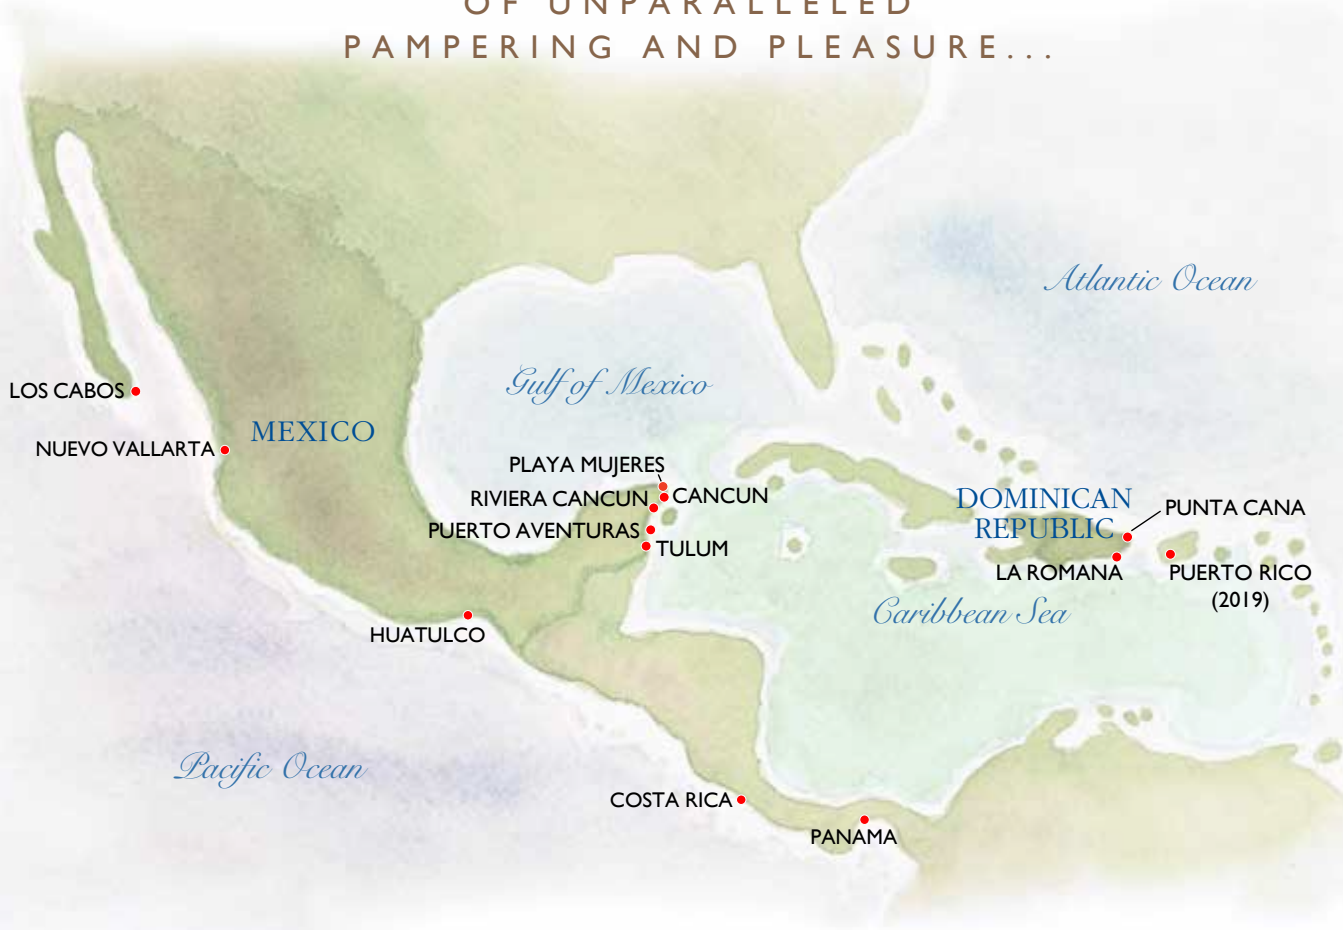 OF UNPARALLELED
PAMPERING AND PLEASURE...
Atlantic Ocean
Gulf of Mexico
LOS CABOS
MEXICO
NUEVO VALLARTA
PLAYA MUJERES
RIVIERA CANCUN
CANCUN
PUERTO AVENTURAS
TULUM
DOMINICAN
REPUBLIC
PUNTA CANA
LA ROMANA
PUERTO RICO
(2019)
Caribbean Sea
HUATULCO
Pacific Ocean
COSTA RICA
PANAMA